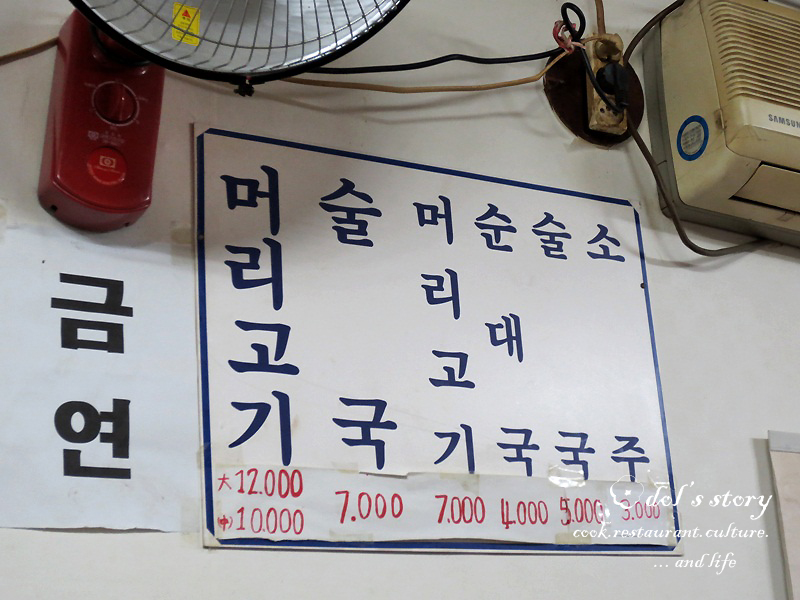 금연
머리고기
술국
머리고기
순대국
술국
소주
大 12.000
(中) 10.000
7.000
7.000
4.000
5.000
3.000
SAMSUN
dol's story
cook.restaurant.culture.
... and life